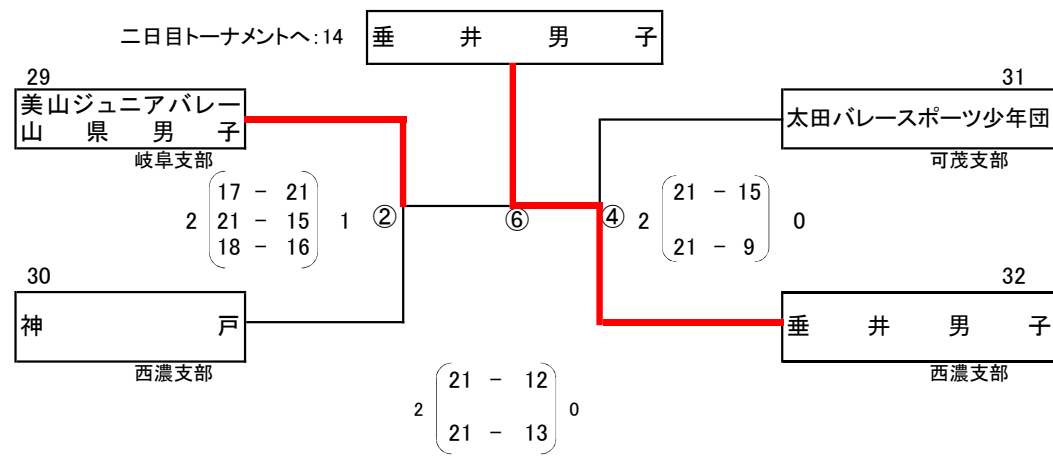 二日目トーナメントへ:14
垂井男子
29
美山ジュニアバレー
山県男子
岐阜支部
31
太田バレースポーツ少年団
可茂支部
2
17 - 21
21 - 15
18 - 16
1
②
⑥
④
2
21 - 15
21 - 9
0
30
神戸
西濃支部
32
垂井男子
西濃支部
2
21 - 12
21 - 13
0